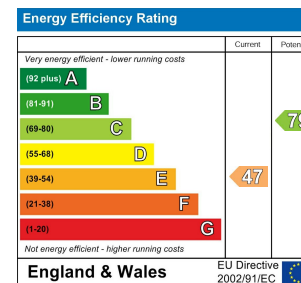 Energy Efficiency Rating
Current
Very energy efficient - lower running costs
(92 plus) A
(81-91) B
(69-80) C
79
(55-68) D
(39-54) E
47
(21-38) F
(1-20) G
Not energy efficient - higher running costs
England & Wales
EU Directive
2002/91/EC